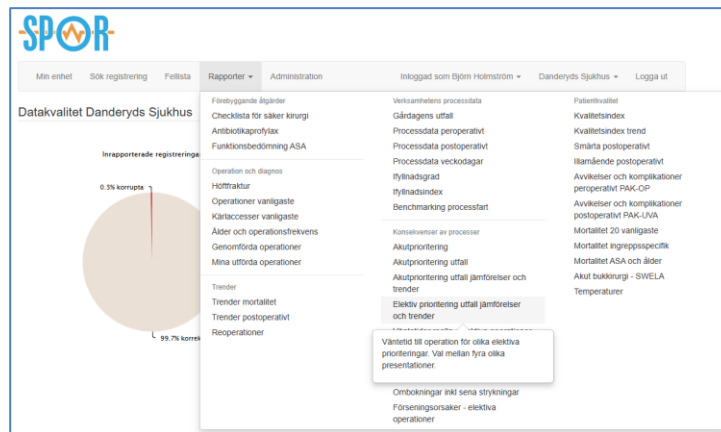 SPOR
Min enhet Sök registrering Fellista Rapporter Administration Inloggad som Björn Holmström Danderyds Sjukhus Logga ut
Datakvalitet Danderyds Sjukhus
Inrapporterade registreringa
0.3% korrupta
99.7% korrek
Förebyggande åtgärder
Checklista för säker kirurgi
Antibiotikaprofylax
Funktionsbedömning ASA
Operation och diagnos
Höftfraktur
Operationer vanligaste
Kärlaccesser vanligaste
Ålder och operationsfrekvens
Genomförda operationer
Mina utförda operationer
Trender
Trender mortalitet
Trender postoperativt
Reoperationer
Verksamhetens processdata
Gårdagens utfall
Processdata peroperativt
Processdata postoperativt
Processdata veckodagar
Ifyllnadsgrad
Ifyllnadsindex
Benchmarking processfart
Konsekvenser av processer
Akutprioritering
Akutprioritering utfall
Akutprioritering utfall jämförelser och
trender
Elektiv prioritering utfall jämförelser
och trender
Väntetid till operation för olika elektiva
prioriteringar. Val mellan fyra olika
presentationer.
Ombokningar inkl sena strykningar
Förseningsorsaker - elektiva
operationer
Patientkvalitet
Kvalitetsindex
Kvalitetsindex trend
Smärta postoperativt
Illamående postoperativt
Avvikelser och komplikationer
peroperativt PAK-OP
Avvikelser och komplikationer
postoperativt PAK-UVA
Mortalitet 20 vanligaste
Mortalitet ingreppsspecifik
Mortalitet ASA och ålder
Akut bukkirurgi - SWELA
Temperaturer